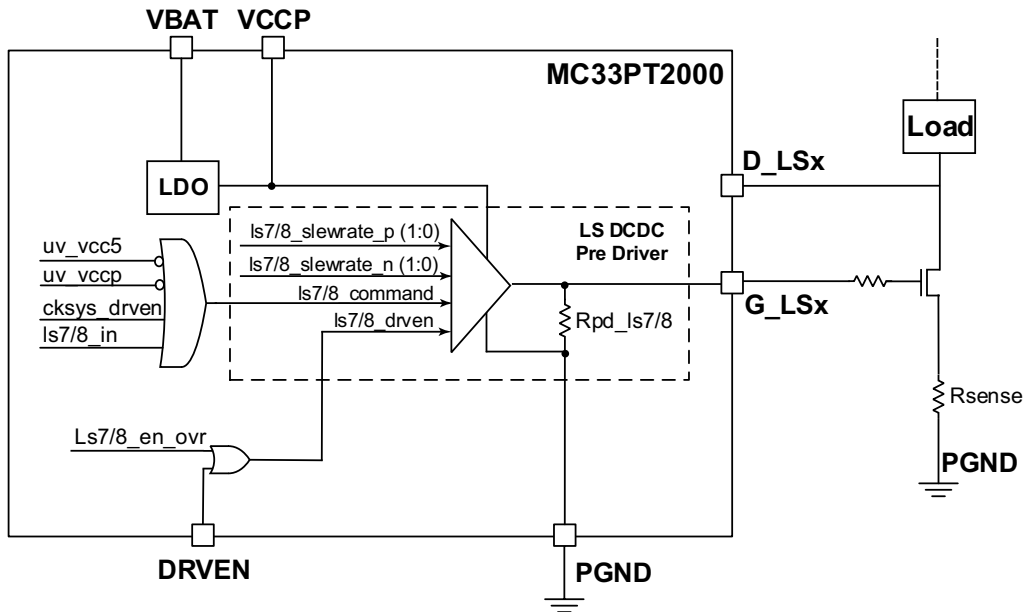 VBAT VCCP
MC33PT2000
Load
D_LSx
LDO
LS DCDC
Pre Driver
uv_vcc5
ls7/8_slewrate_p (1:0)
uv_vccp
ls7/8_slewrate_n (1:0)
cksys_drven
ls7/8_command
G_LSx
ls7/8_in
ls7/8_drven
Rpd_ls7/8
Rsense
Ls7/8_en_ovr
PGND
DRVEN
PGND